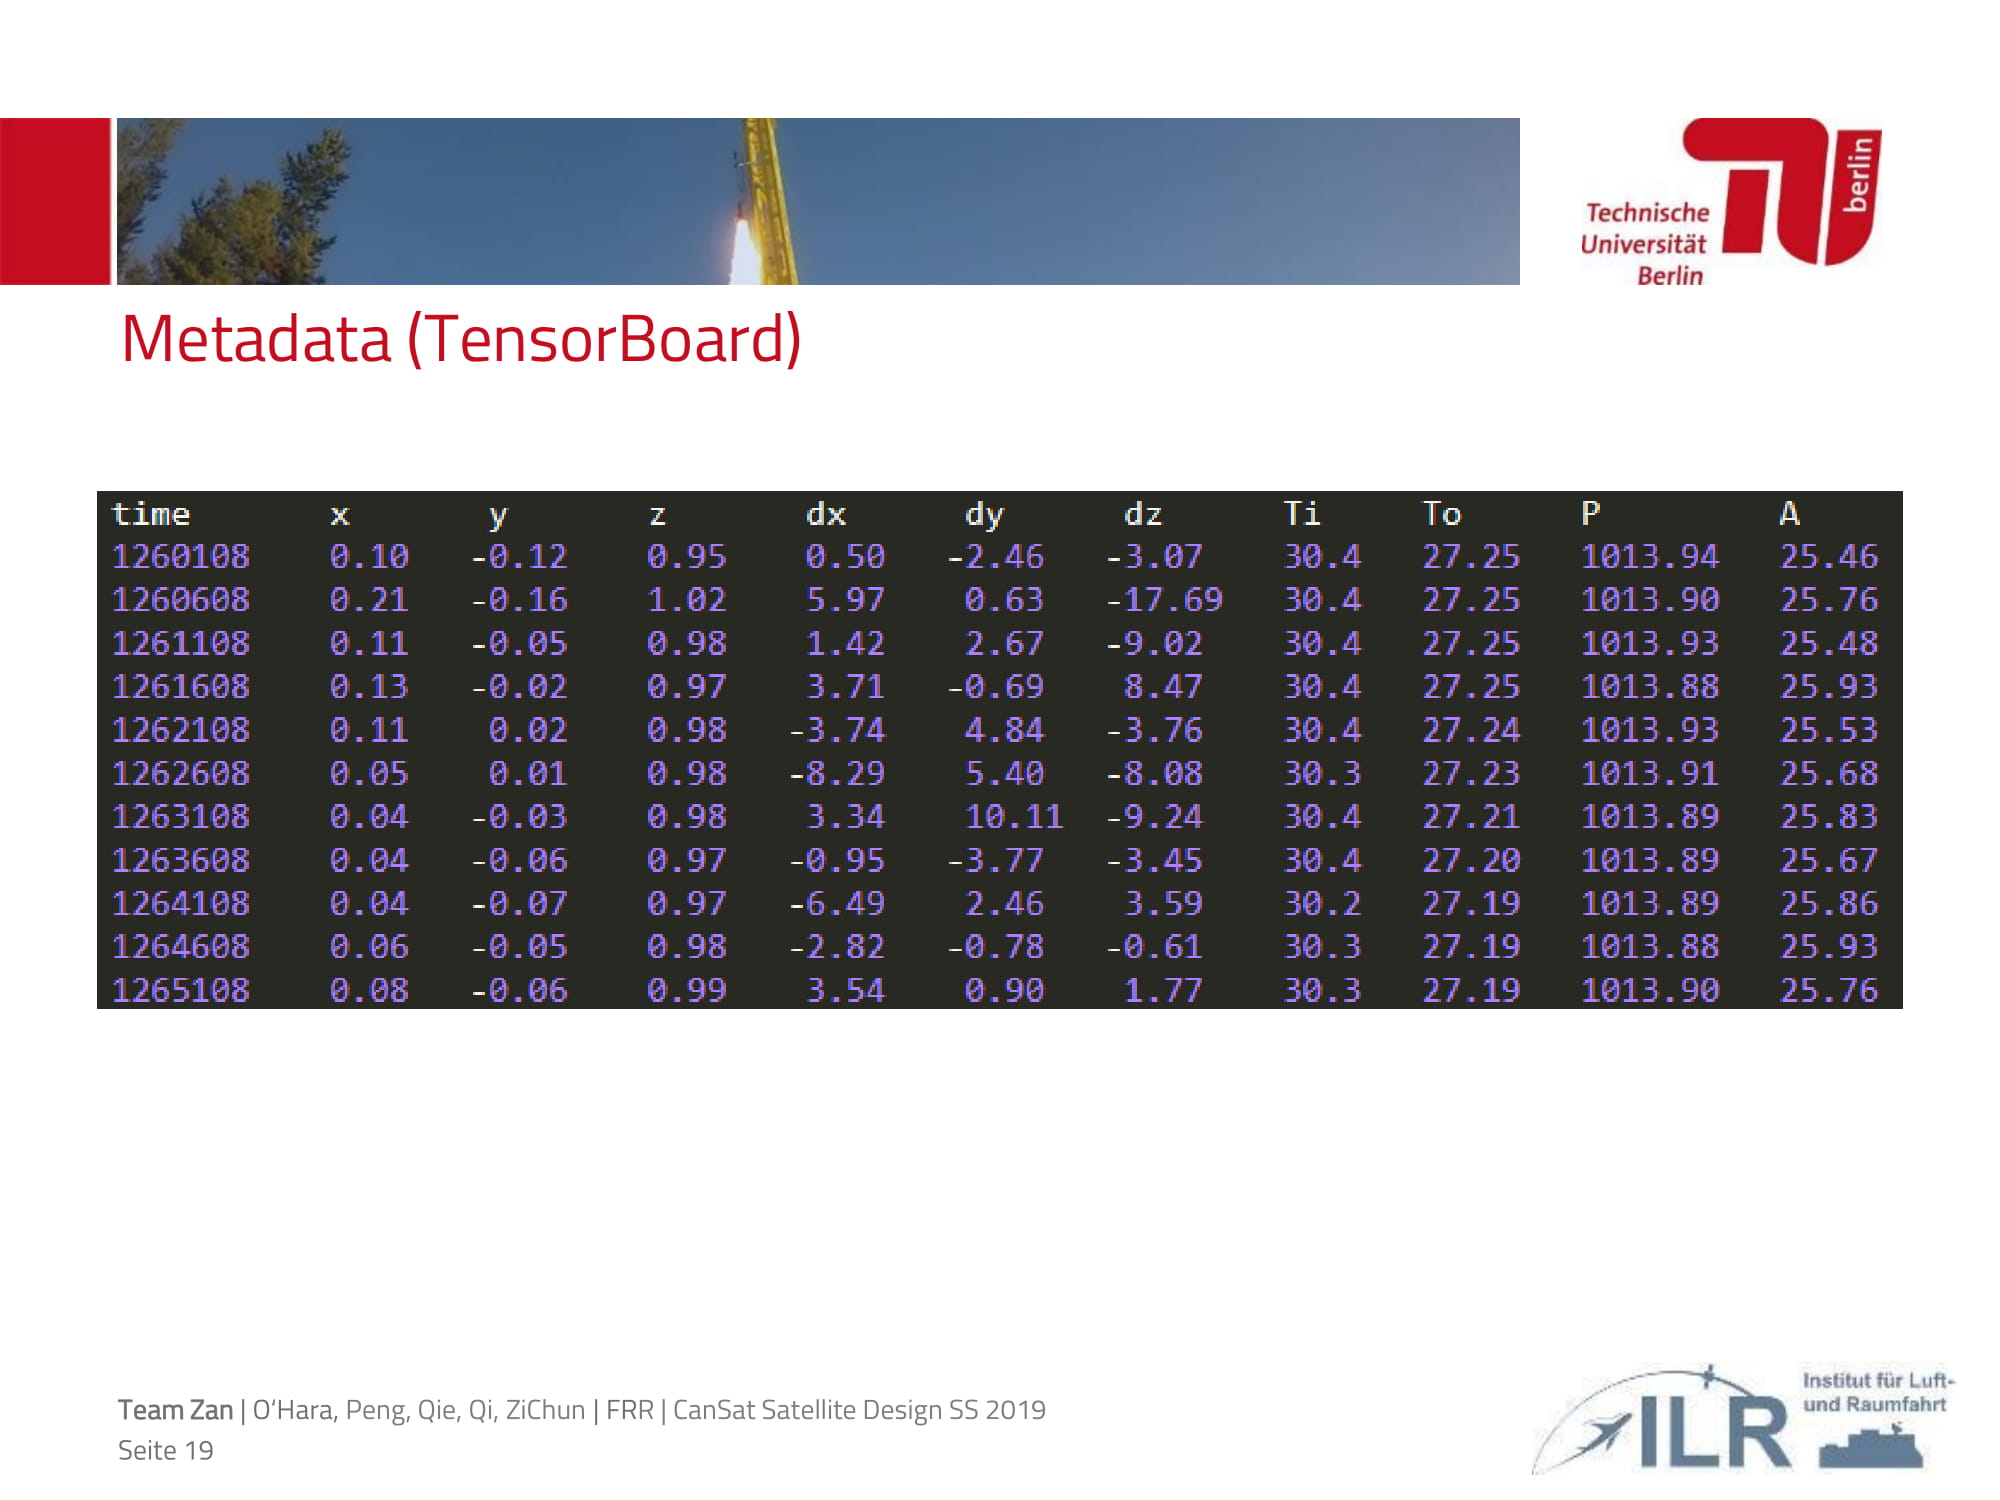 Technische
Universität
Berlin
berlin
Metadata (TensorBoard)
time x y z dx dy dz Ti To P A
1260108 0.10 -0.12 0.95 0.50 -2.46 -3.07 30.4 27.25 1013.94 25.46
1260608 0.21 -0.16 1.02 5.97 0.63 -17.69 30.4 27.25 1013.90 25.76
1261108 0.11 -0.05 0.98 1.42 2.67 -9.02 30.4 27.25 1013.93 25.48
1261608 0.13 -0.02 0.97 3.71 -0.69 8.47 30.4 27.25 1013.88 25.93
1262108 0.11 0.02 0.98 -3.74 4.84 -3.76 30.4 27.24 1013.93 25.53
1262608 0.05 0.01 0.98 -8.29 5.40 -8.08 30.3 27.23 1013.91 25.68
1263108 0.04 -0.03 0.98 3.34 10.11 -9.24 30.4 27.21 1013.89 25.83
1263608 0.04 -0.06 0.97 -0.95 -3.77 -3.45 30.4 27.20 1013.89 25.67
1264108 0.04 -0.07 0.97 -6.49 2.46 3.59 30.2 27.19 1013.89 25.86
1264608 0.06 -0.05 0.98 -2.82 -0.78 -0.61 30.3 27.19 1013.88 25.93
1265108 0.08 -0.06 0.99 3.54 0.90 1.77 30.3 27.19 1013.90 25.76
Team Zan | O‘Hara, Peng, Qie, Qi, ZiChun | FRR | CanSat Satellite Design SS 2019
Seite 19
ILR
Institut für Luft-
und Raumfahrt